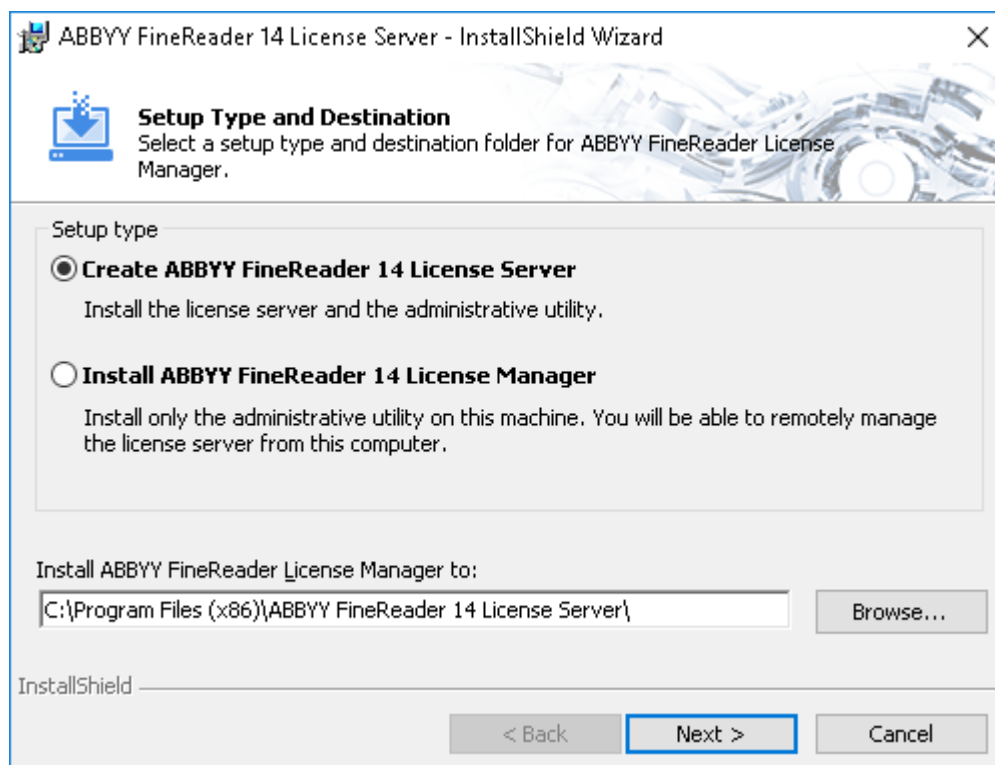 ABBYY FineReader 14 License Server - InstallShield Wizard
Setup Type and Destination
Select a setup type and destination folder for ABBYY FineReader License
Manager.
Setup type
Create ABBYY FineReader 14 License Server
Install the license server and the administrative utility.
Install ABBYY FineReader 14 License Manager
Install only the administrative utility on this machine. You will be able to remotely manage
the license server from this computer.
Install ABBYY FineReader License Manager to:
C:\Program Files (x86)\ABBYY FineReader 14 License Server\
Browse...
InstallShield
< Back
Next >
Cancel